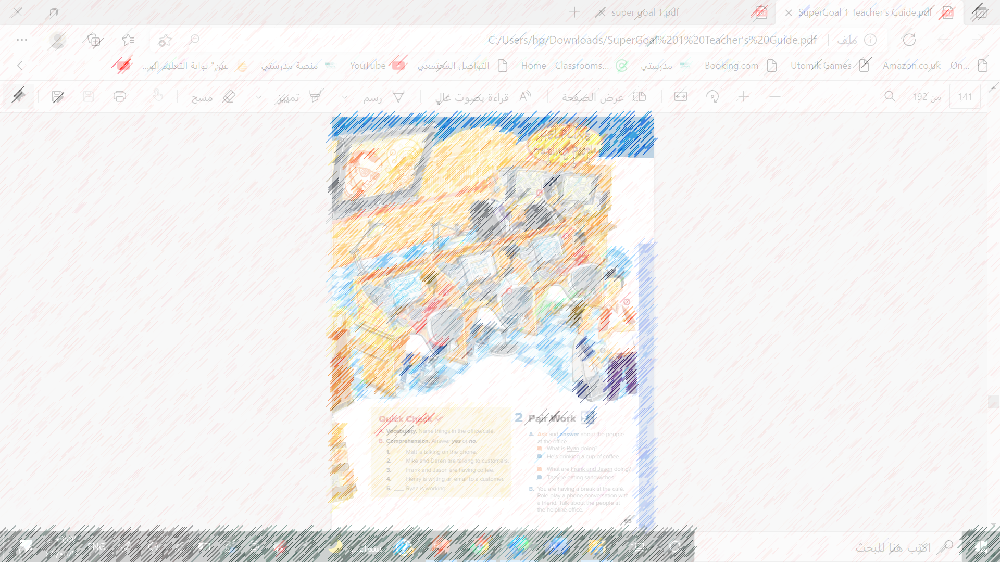 super goal 1.pdf
SuperGoal 1 Teacher's Guide.pdf
C:/Users/hp/Downloads/SuperGoal%201%20Teacher's%20Guide.pdf
ملف
عين" بوابة التعليم الو...
منصة مدرستي
YouTube
التواصل المجتمعي
Home - Classrooms...
مدرستي
Booking.com
Utomik Games
Amazon.co.uk – On...
مسح
تمييز
رسم
قراءة بصوت عالٍ
عرض الصفحة
من 192
141
HELPLINE
Helping People
Quick Check
A. Vocabulary. Name things in the office/café.
B. Comprehension. Answer yes or no.
1. ___ Matt is talking on the phone.
2. ___ Mike and Daren are talking to customers.
3. ___ Frank and Jason are having coffee.
4. ___ Henry is writing an email to a customer.
5. ___ Ryan is working.
2 Pair Work
A. Ask and answer about the people
at the office.
What is Ryan doing?
He's drinking a cup of coffee.
What are Frank and Jason doing?
They're eating sandwiches.
B. You are having a break at the café.
Role-play a phone conversation with
a friend. Talk about the people at
the helpline office.
65
ENG
اكتب هنا للبحث